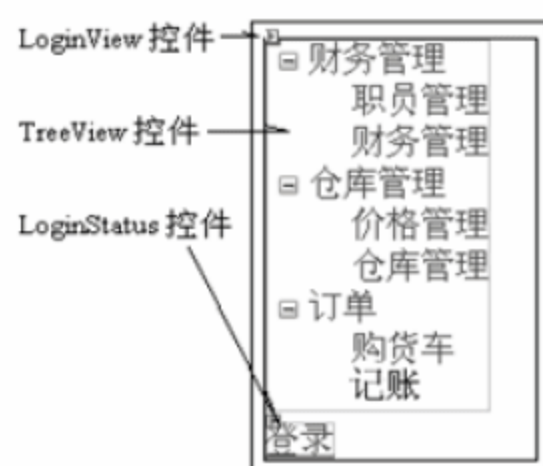 LoginView 控件
财务管理
职员管理
TreeView 控件
财务管理
仓库管理
LoginStatus 控件
价格管理
仓库管理
订单
购货车
记账
登录